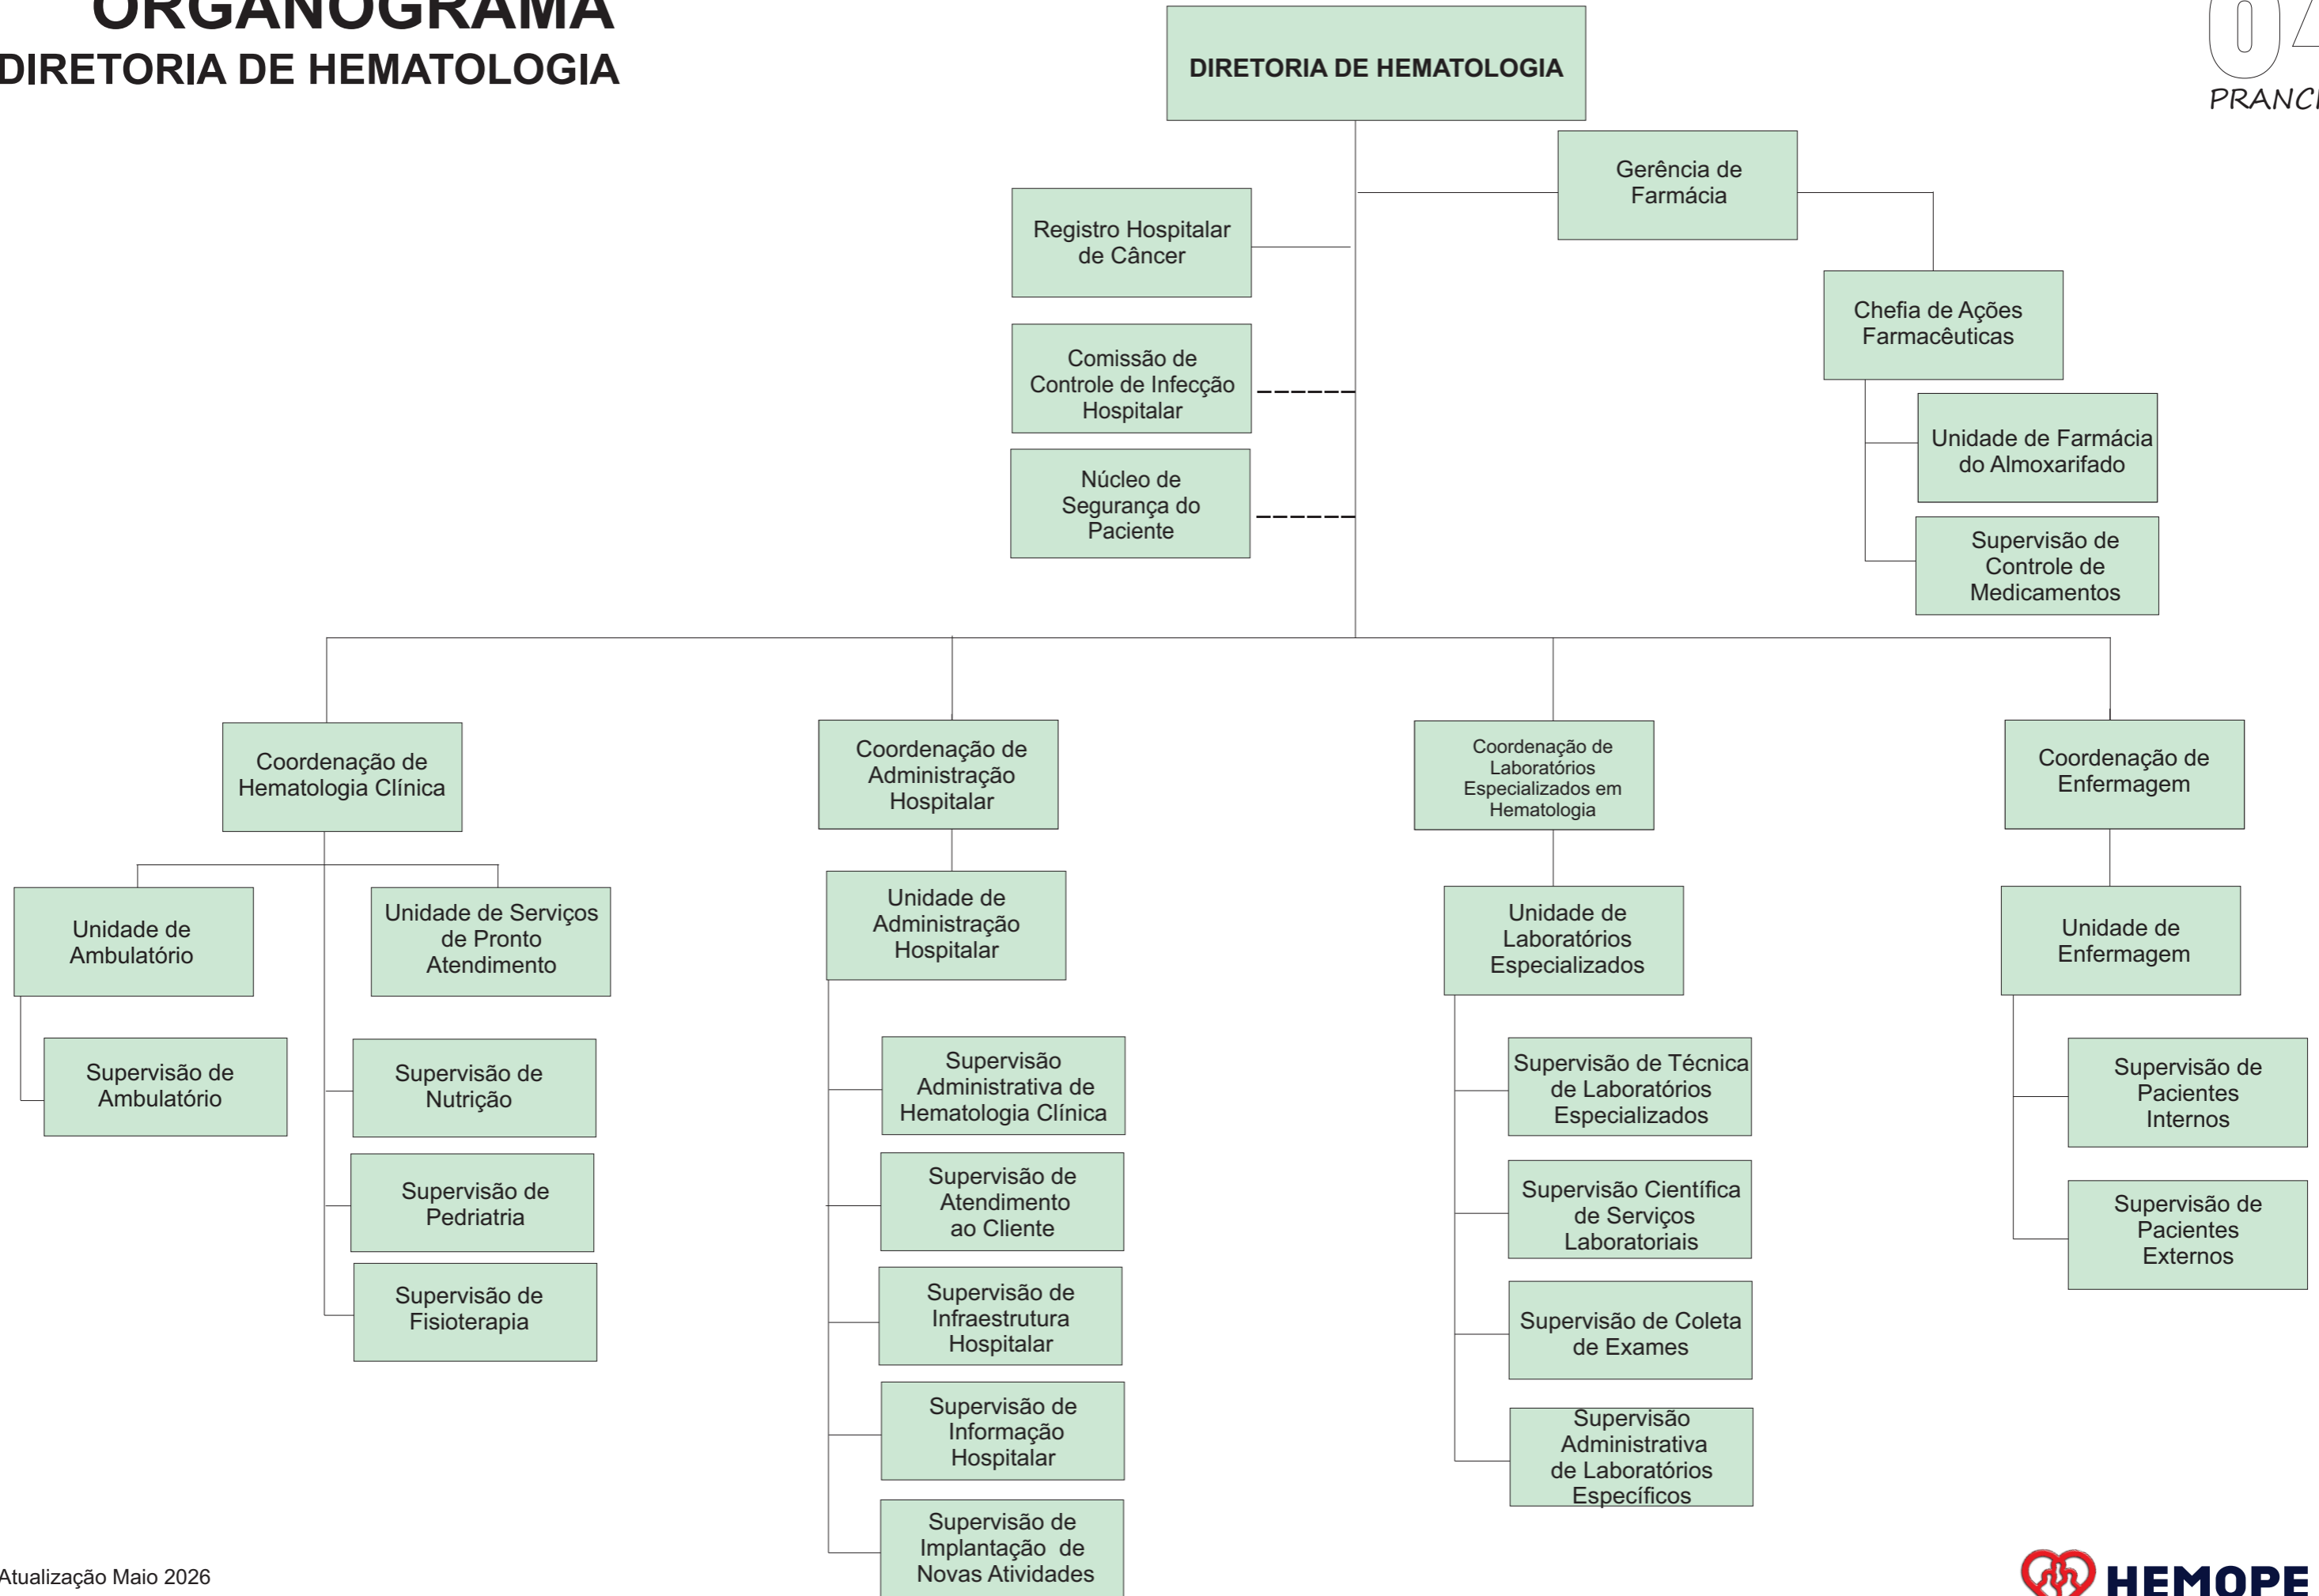 ORGANOGRAMA
DIRETORIA DE HEMATOLOGIA
04
DIRETORIA DE HEMATOLOGIA
Gerência de
Farmácia
Registro Hospitalar
de Câncer
Chefia de Ações
Farmacêuticas
Comissão de
Controle de Infecção
Hospitalar
Unidade de Farmácia
do Almoxarifado
Núcleo de
Segurança do
Paciente
Supervisão de
Controle de
Medicamentos
Coordenação de
Hematologia Clínica
Coordenação de
Administração
Hospitalar
Coordenação de
Laboratórios
Especializados em
Hematologia
Coordenação de
Enfermagem
Unidade de
Ambulatório
Unidade de Serviços
de Pronto
Atendimento
Unidade de
Administração
Hospitalar
Unidade de
Laboratórios
Especializados
Unidade de
Enfermagem
Supervisão de
Ambulatório
Supervisão de
Nutrição
Supervisão de
Pedriatria
Supervisão de
Fisioterapia
Supervisão
Administrativa de
Hematologia Clínica
Supervisão de
Atendimento
ao Cliente
Supervisão de
Infraestrutura
Hospitalar
Supervisão de
Informação
Hospitalar
Supervisão de
Implantação de
Novas Atividades
Supervisão de Técnica
de Laboratórios
Especializados
Supervisão Científica
de Serviços
Laboratoriais
Supervisão de Coleta
de Exames
Supervisão
Administrativa
de Laboratórios
Específicos
Supervisão de
Pacientes
Internos
Supervisão de
Pacientes
Externos
Atualização Maio 2026
HEMOPE